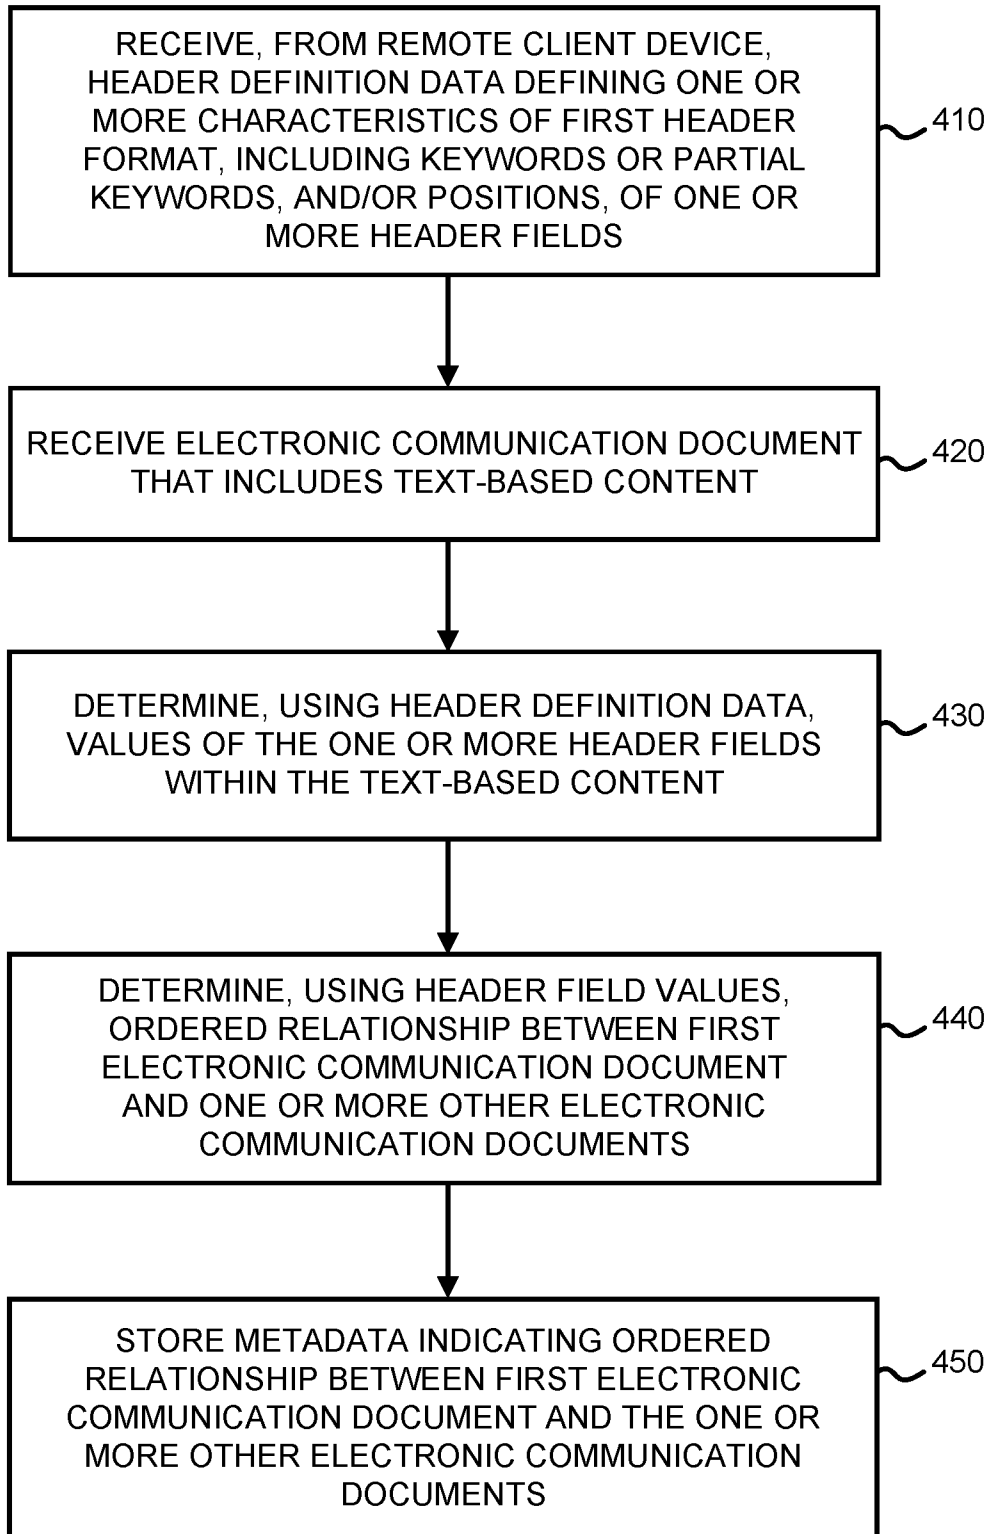 RECEIVE, FROM REMOTE CLIENT DEVICE,
HEADER DEFINITION DATA DEFINING ONE OR
MORE CHARACTERISTICS OF FIRST HEADER
FORMAT, INCLUDING KEYWORDS OR PARTIAL
KEYWORDS, AND/OR POSITIONS, OF ONE OR
MORE HEADER FIELDS
410
RECEIVE ELECTRONIC COMMUNICATION DOCUMENT
THAT INCLUDES TEXT-BASED CONTENT
420
DETERMINE, USING HEADER DEFINITION DATA,
VALUES OF THE ONE OR MORE HEADER FIELDS
WITHIN THE TEXT-BASED CONTENT
430
DETERMINE, USING HEADER FIELD VALUES,
ORDERED RELATIONSHIP BETWEEN FIRST
ELECTRONIC COMMUNICATION DOCUMENT
AND ONE OR MORE OTHER ELECTRONIC
COMMUNICATION DOCUMENTS
440
STORE METADATA INDICATING ORDERED
RELATIONSHIP BETWEEN FIRST ELECTRONIC
COMMUNICATION DOCUMENT AND THE ONE OR
MORE OTHER ELECTRONIC COMMUNICATION
DOCUMENTS
450